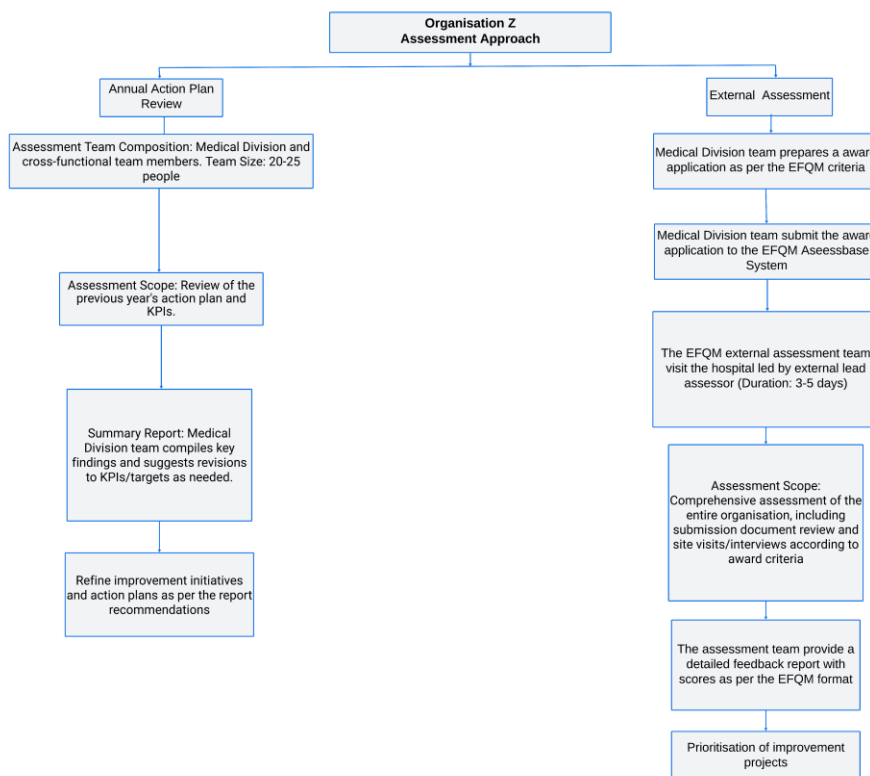 Organisation Z
Assessment Approach
Annual Action Plan
Review
Assessment Team Composition: Medical Division and
cross-functional team members. Team Size: 20-25
people
Assessment Scope: Review of the
previous year's action plan and
KPIs.
Summary Report: Medical
Division team compiles key
findings and suggests revisions
to KPIs/targets as needed.
Refine improvement initiatives
and action plans as per the report
recommendations
External Assessment
Medical Division team prepares a awar
application as per the EFQM criteria
Medical Division team submit the awar
application to the EFQM Aseessbase
System
The EFQM external assessment team
visit the hospital led by external lead
assessor (Duration: 3-5 days)
Assessment Scope:
Comprehensive assessment of the
entire organisation, including
submission document review and
site visits/interviews according to
award criteria
The assessment team provide a
detailed feedback report with
scores as per the EFQM format
Prioritisation of improvement
projects